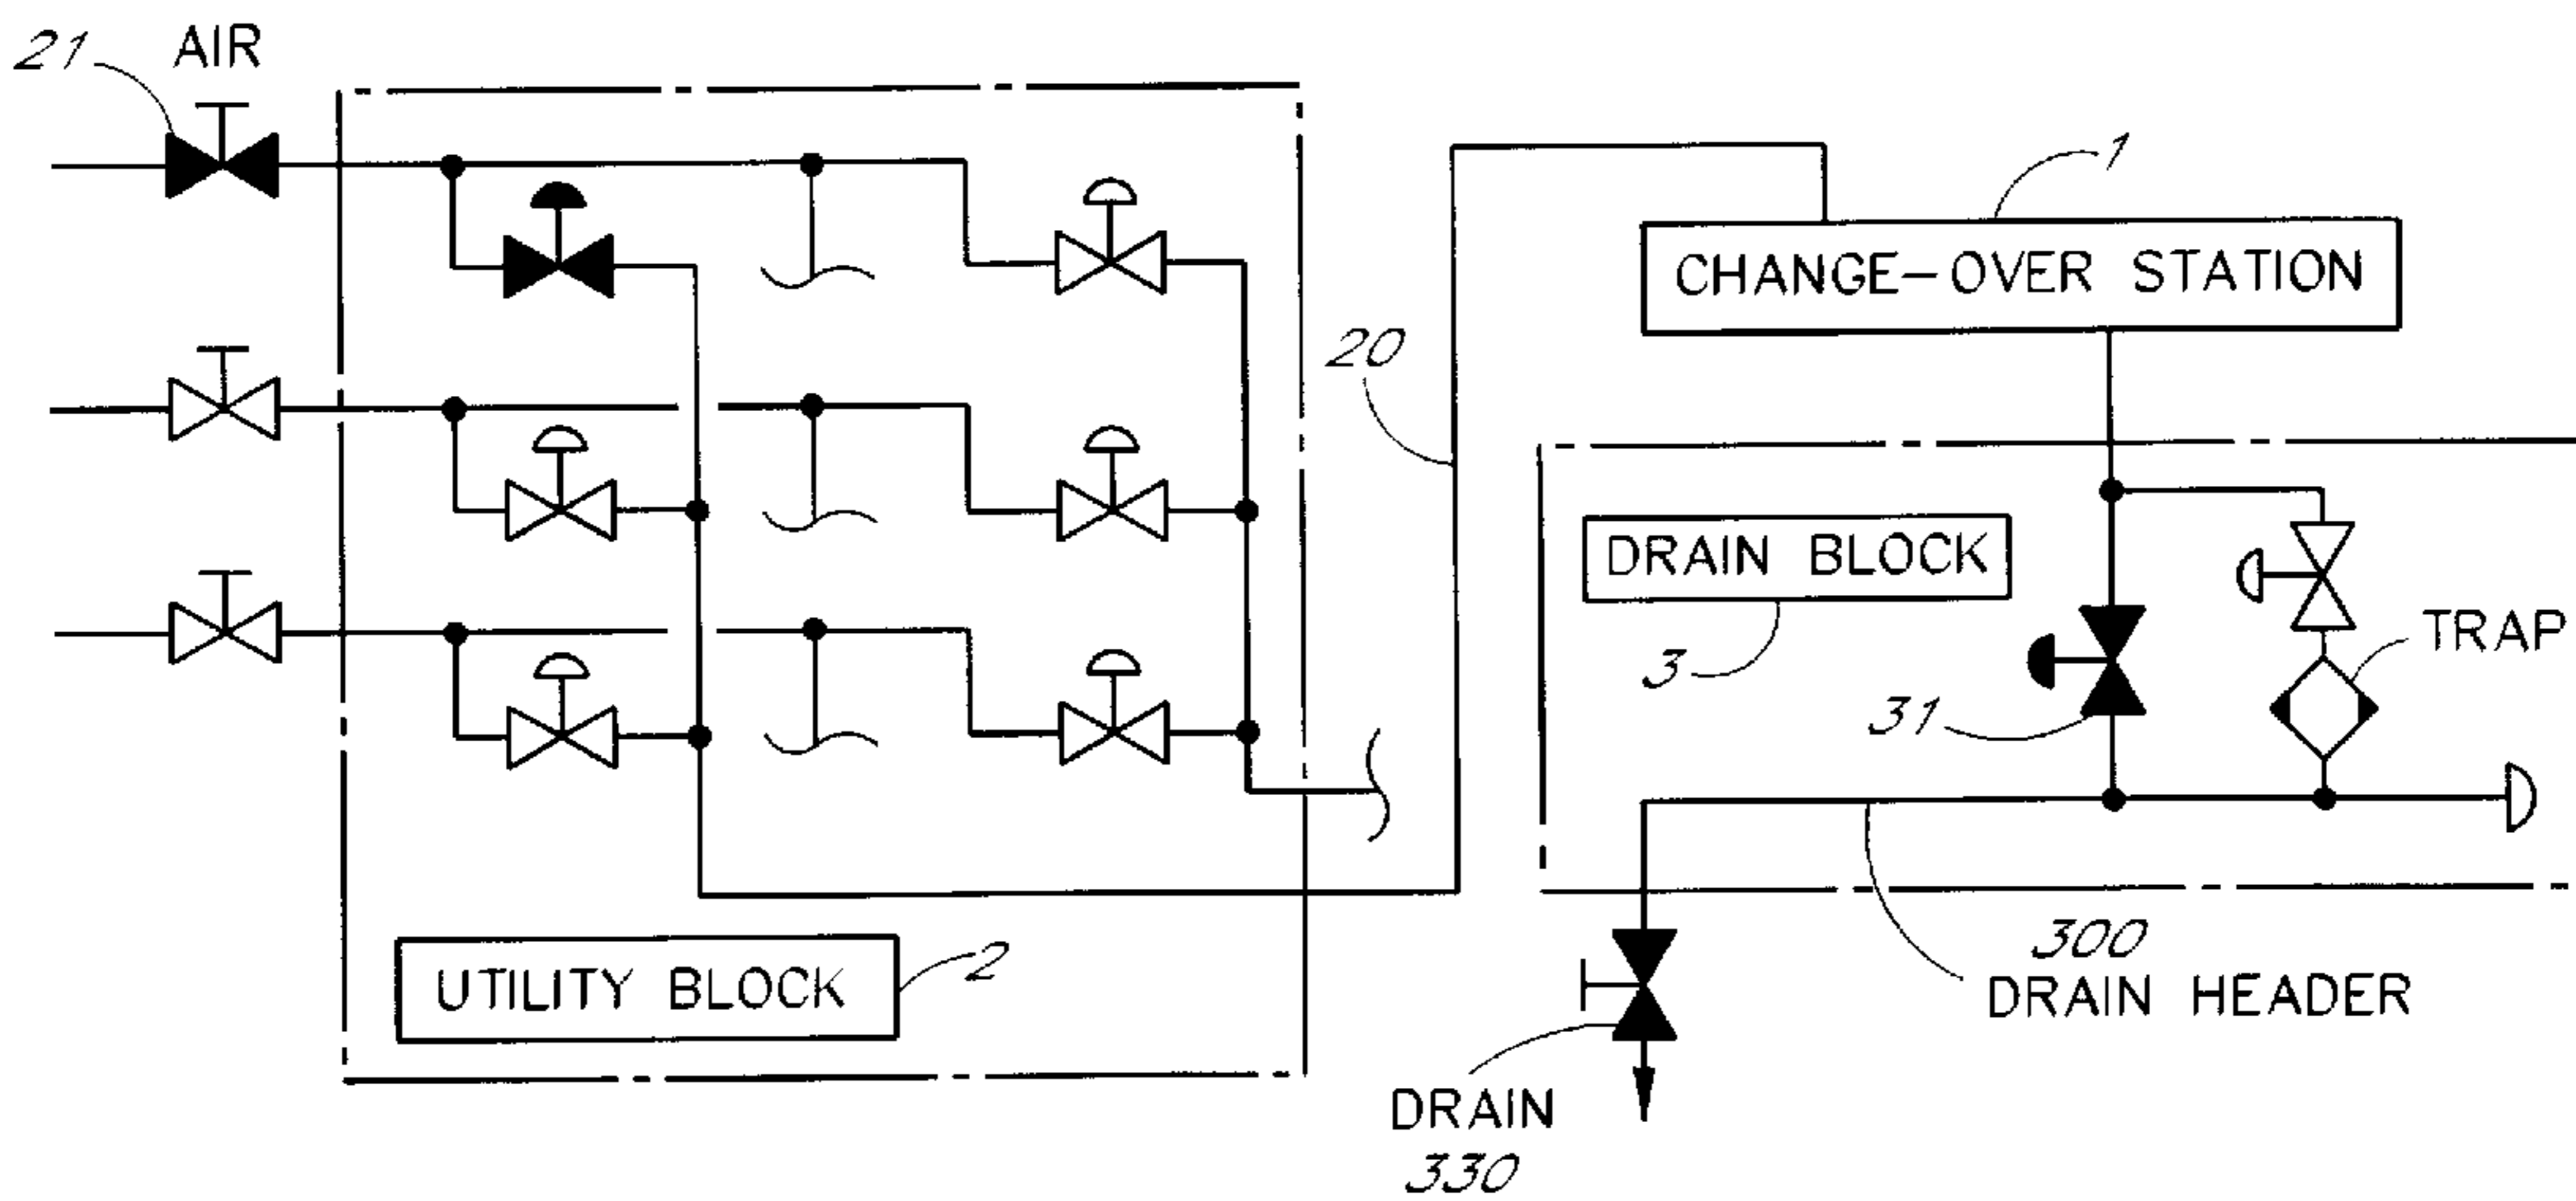 21
AIR
1
CHANGE-OVER STATION
20
DRAIN BLOCK
3
31
TRAP
2
UTILITY BLOCK
300
DRAIN HEADER
DRAIN
330